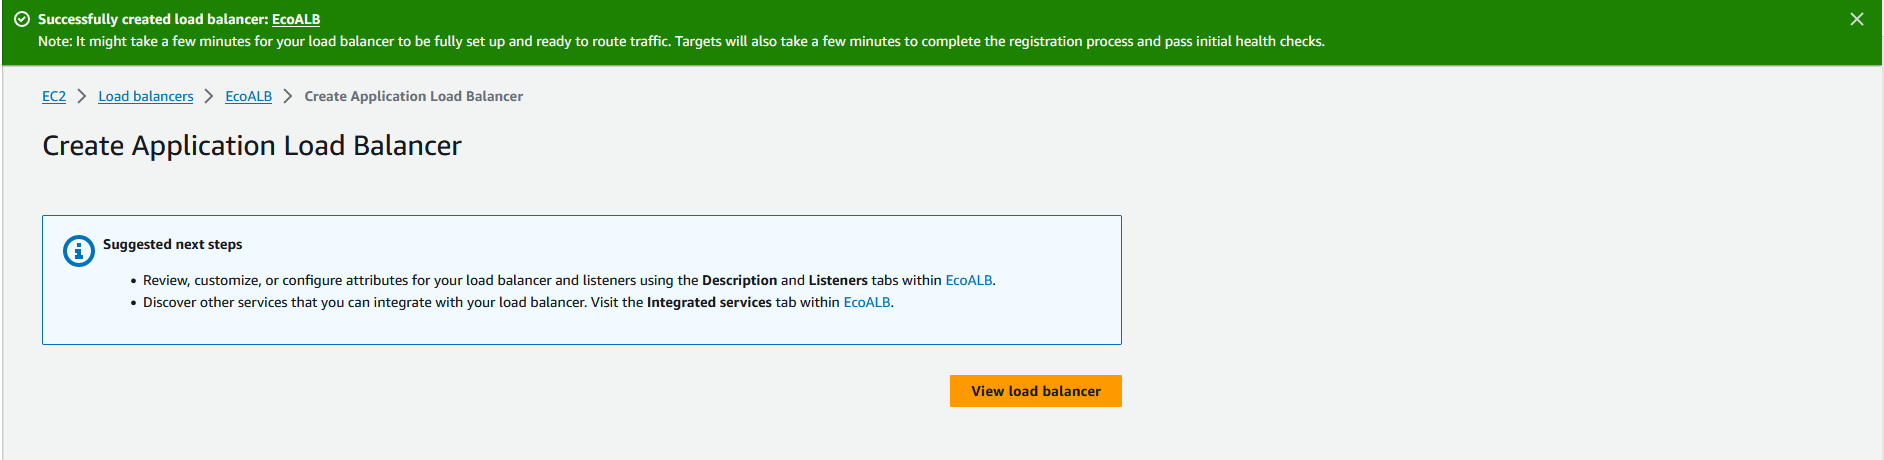 Successfully created load balancer: EcoALB
Note: It might take a few minutes for your load balancer to be fully set up and ready to route traffic. Targets will also take a few minutes to complete the registration process and pass initial health checks.
EC2 > Load balancers > EcoALB > Create Application Load Balancer
Create Application Load Balancer
Suggested next steps
• Review, customize, or configure attributes for your load balancer and listeners using the Description and Listeners tabs within EcoALB.
• Discover other services that you can integrate with your load balancer. Visit the Integrated services tab within EcoALB.
View load balancer